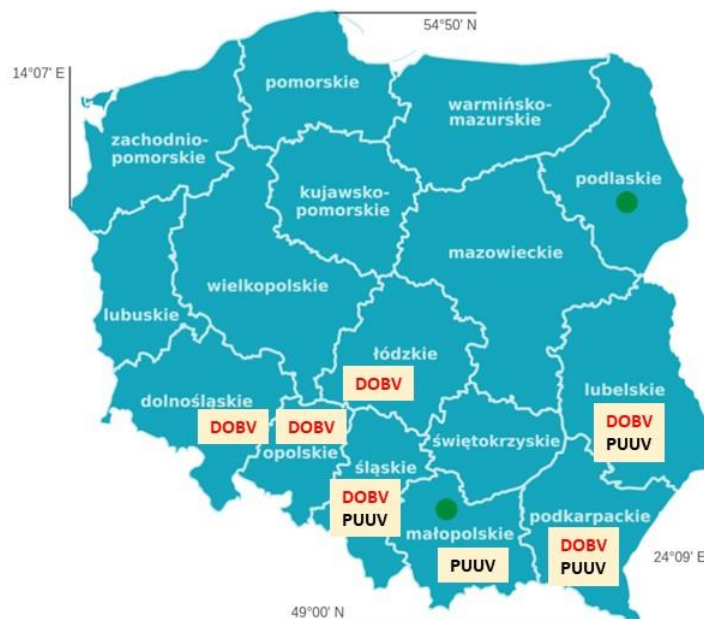 54°50' N
14°07' E
pomorskie
warmińsko-
mazurskie
zachodnio-
pomorskie
podlaskie
kujawsko-
pomorskie
mazowieckie
wielkopolskie
lubuskie
łódzkie
DOBV
lubelskie
DOBV
PUUV
dolnośląskie
DOBV
DOBV
opolskie
świętokrzyskie
śląskie
DOBV
PUUV
małopolskie
PUUV
podkarpackie
DOBV
PUUV
24°09' E
49°00' N